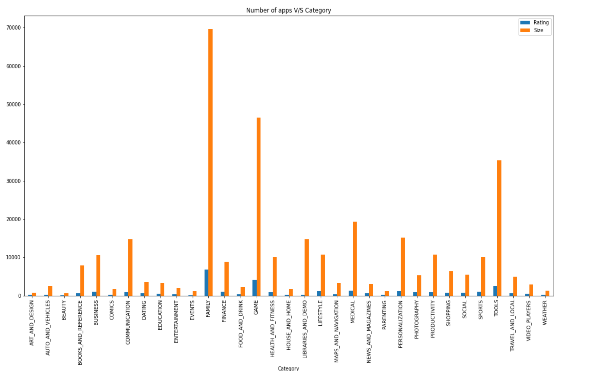 Number of apps V/S Category
Rating
Size
70000
60000
50000
40000
30000
20000
10000
0
ART_AND_DESIGN
AUTO_AND_VEHICLES
BEAUTY
BOOKS_AND_REFERENCE
BUSINESS
COMICS
COMMUNICATION
DATING
EDUCATION
ENTERTAINMENT
EVENTS
FAMILY
FINANCE
FOOD_AND_DRINK
GAME
HEALTH_AND_FITNESS
HOUSE_AND_HOME
LIBRARIES_AND_DEMO
LIFESTYLE
MAPS_AND_NAVIGATION
MEDICAL
NEWS_AND_MAGAZINES
PARENTING
PERSONALIZATION
PHOTOGRAPHY
PRODUCTIVITY
SHOPPING
SOCIAL
SPORTS
TOOLS
TRAVEL_AND_LOCAL
VIDEO_PLAYERS
WEATHER
Category